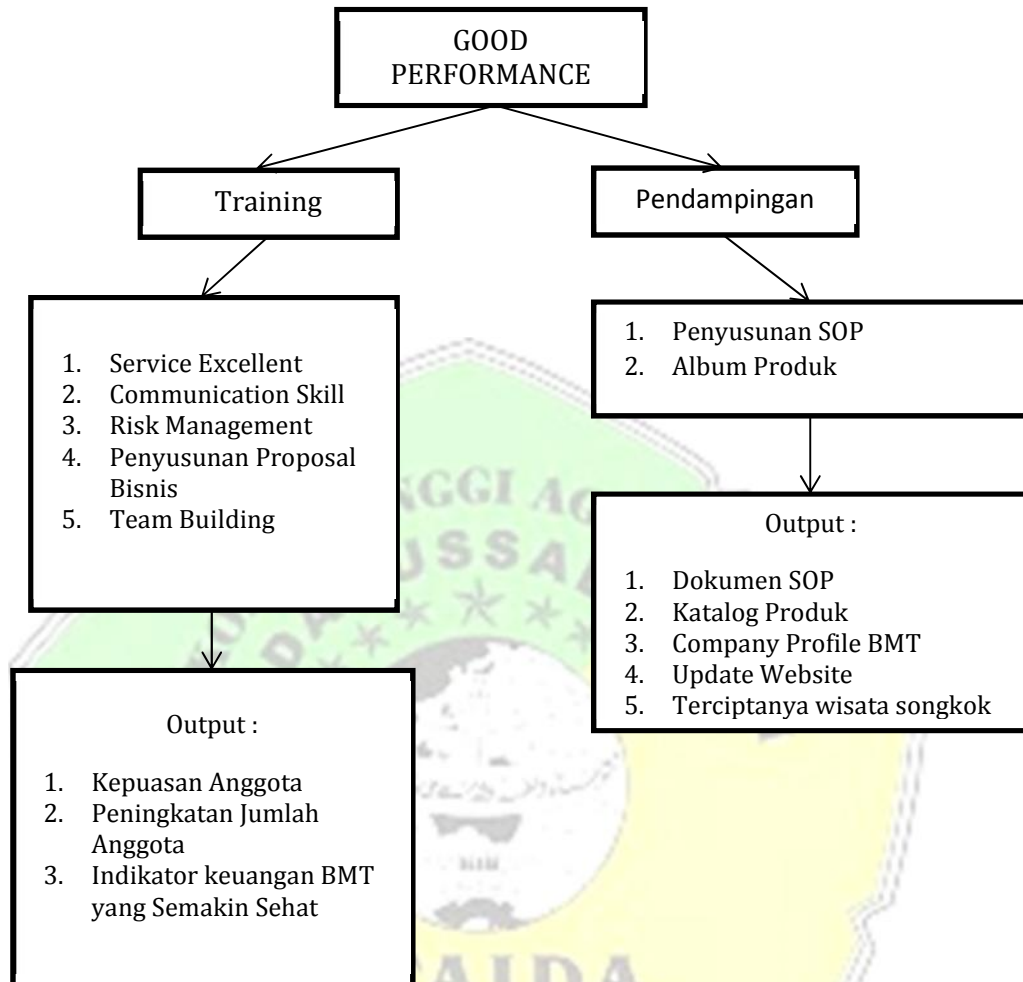 GOOD
PERFORMANCE
Training
Pendampingan
1. Service Excellent
2. Communication Skill
3. Risk Management
4. Penyusunan Proposal
Bisnis
5. Team Building
1. Penyusunan SOP
2. Album Produk
Output :
1. Kepuasan Anggota
2. Peningkatan Jumlah
Anggota
3. Indikator keuangan BMT
yang Semakin Sehat
Output :
1. Dokumen SOP
2. Katalog Produk
3. Company Profile BMT
4. Update Website
5. Terciptanya wisata songkok